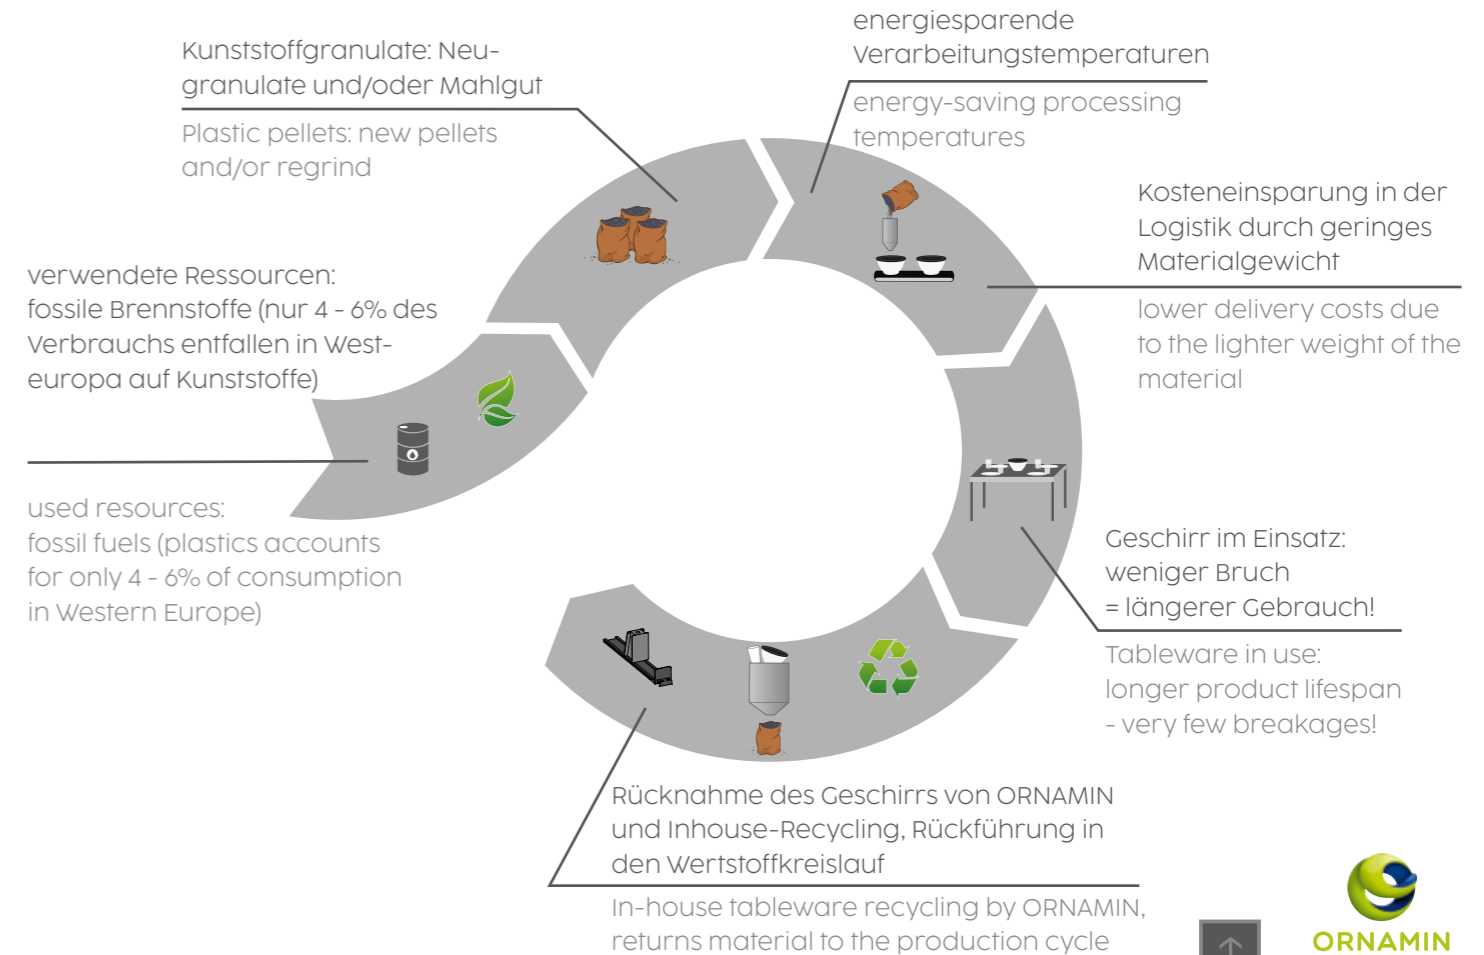 energiesparende
Verarbeitungstemperaturen
energy-saving processing
temperatures
Kunststoffgranulate: Neu-
granulate und/oder Mahlgut
Plastic pellets: new pellets
and/or regrind
Kosteneinsparung in der
Logistik durch geringes
Materialgewicht
lower delivery costs due
to the lighter weight of the
material
verwendete Ressourcen:
fossile Brennstoffe (nur 4 - 6% des
Verbrauchs entfallen in West-
europa auf Kunststoffe)
used resources:
fossil fuels (plastics accounts
for only 4 - 6% of consumption
in Western Europe)
Geschirr im Einsatz:
weniger Bruch
= längerer Gebrauch!
Tableware in use:
longer product lifespan
- very few breakages!
Rücknahme des Geschirrs von ORNAMIN
und Inhouse-Recycling, Rückführung in
den Wertstoffkreislauf
In-house tableware recycling by ORNAMIN,
returns material to the production cycle
ORNAMIN